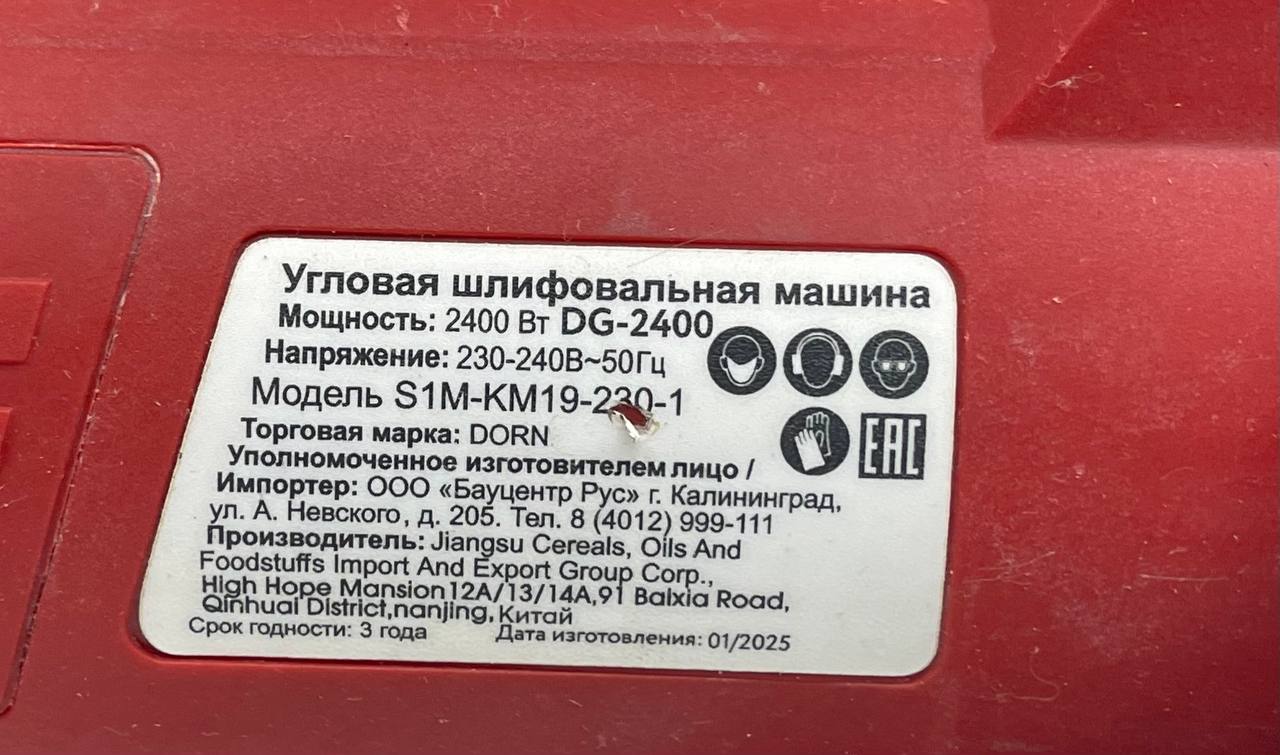 Угловая шлифовальная машина
Мощность: 2400 Вт DG-2400
Напряжение: 230-240В~50Гц
Модель S1M-KM19-230-1
Торговая марка: DORN
Уполномоченное изготовителем лицо /
Импортер: ООО «Бауцентр Рус» г. Калининград,
ул. А. Невского, д. 205. Тел. 8 (4012) 999-111
Производитель: Jiangsu Cereals, Oils And
Foodstuffs Import And Export Group Corp.,
High Hope Mansion12A/13/14A,91 Baixia Road,
Qinhuai District,nanjing, Китай
Срок годности: 3 года Дата изготовления: 01/2025
EAC